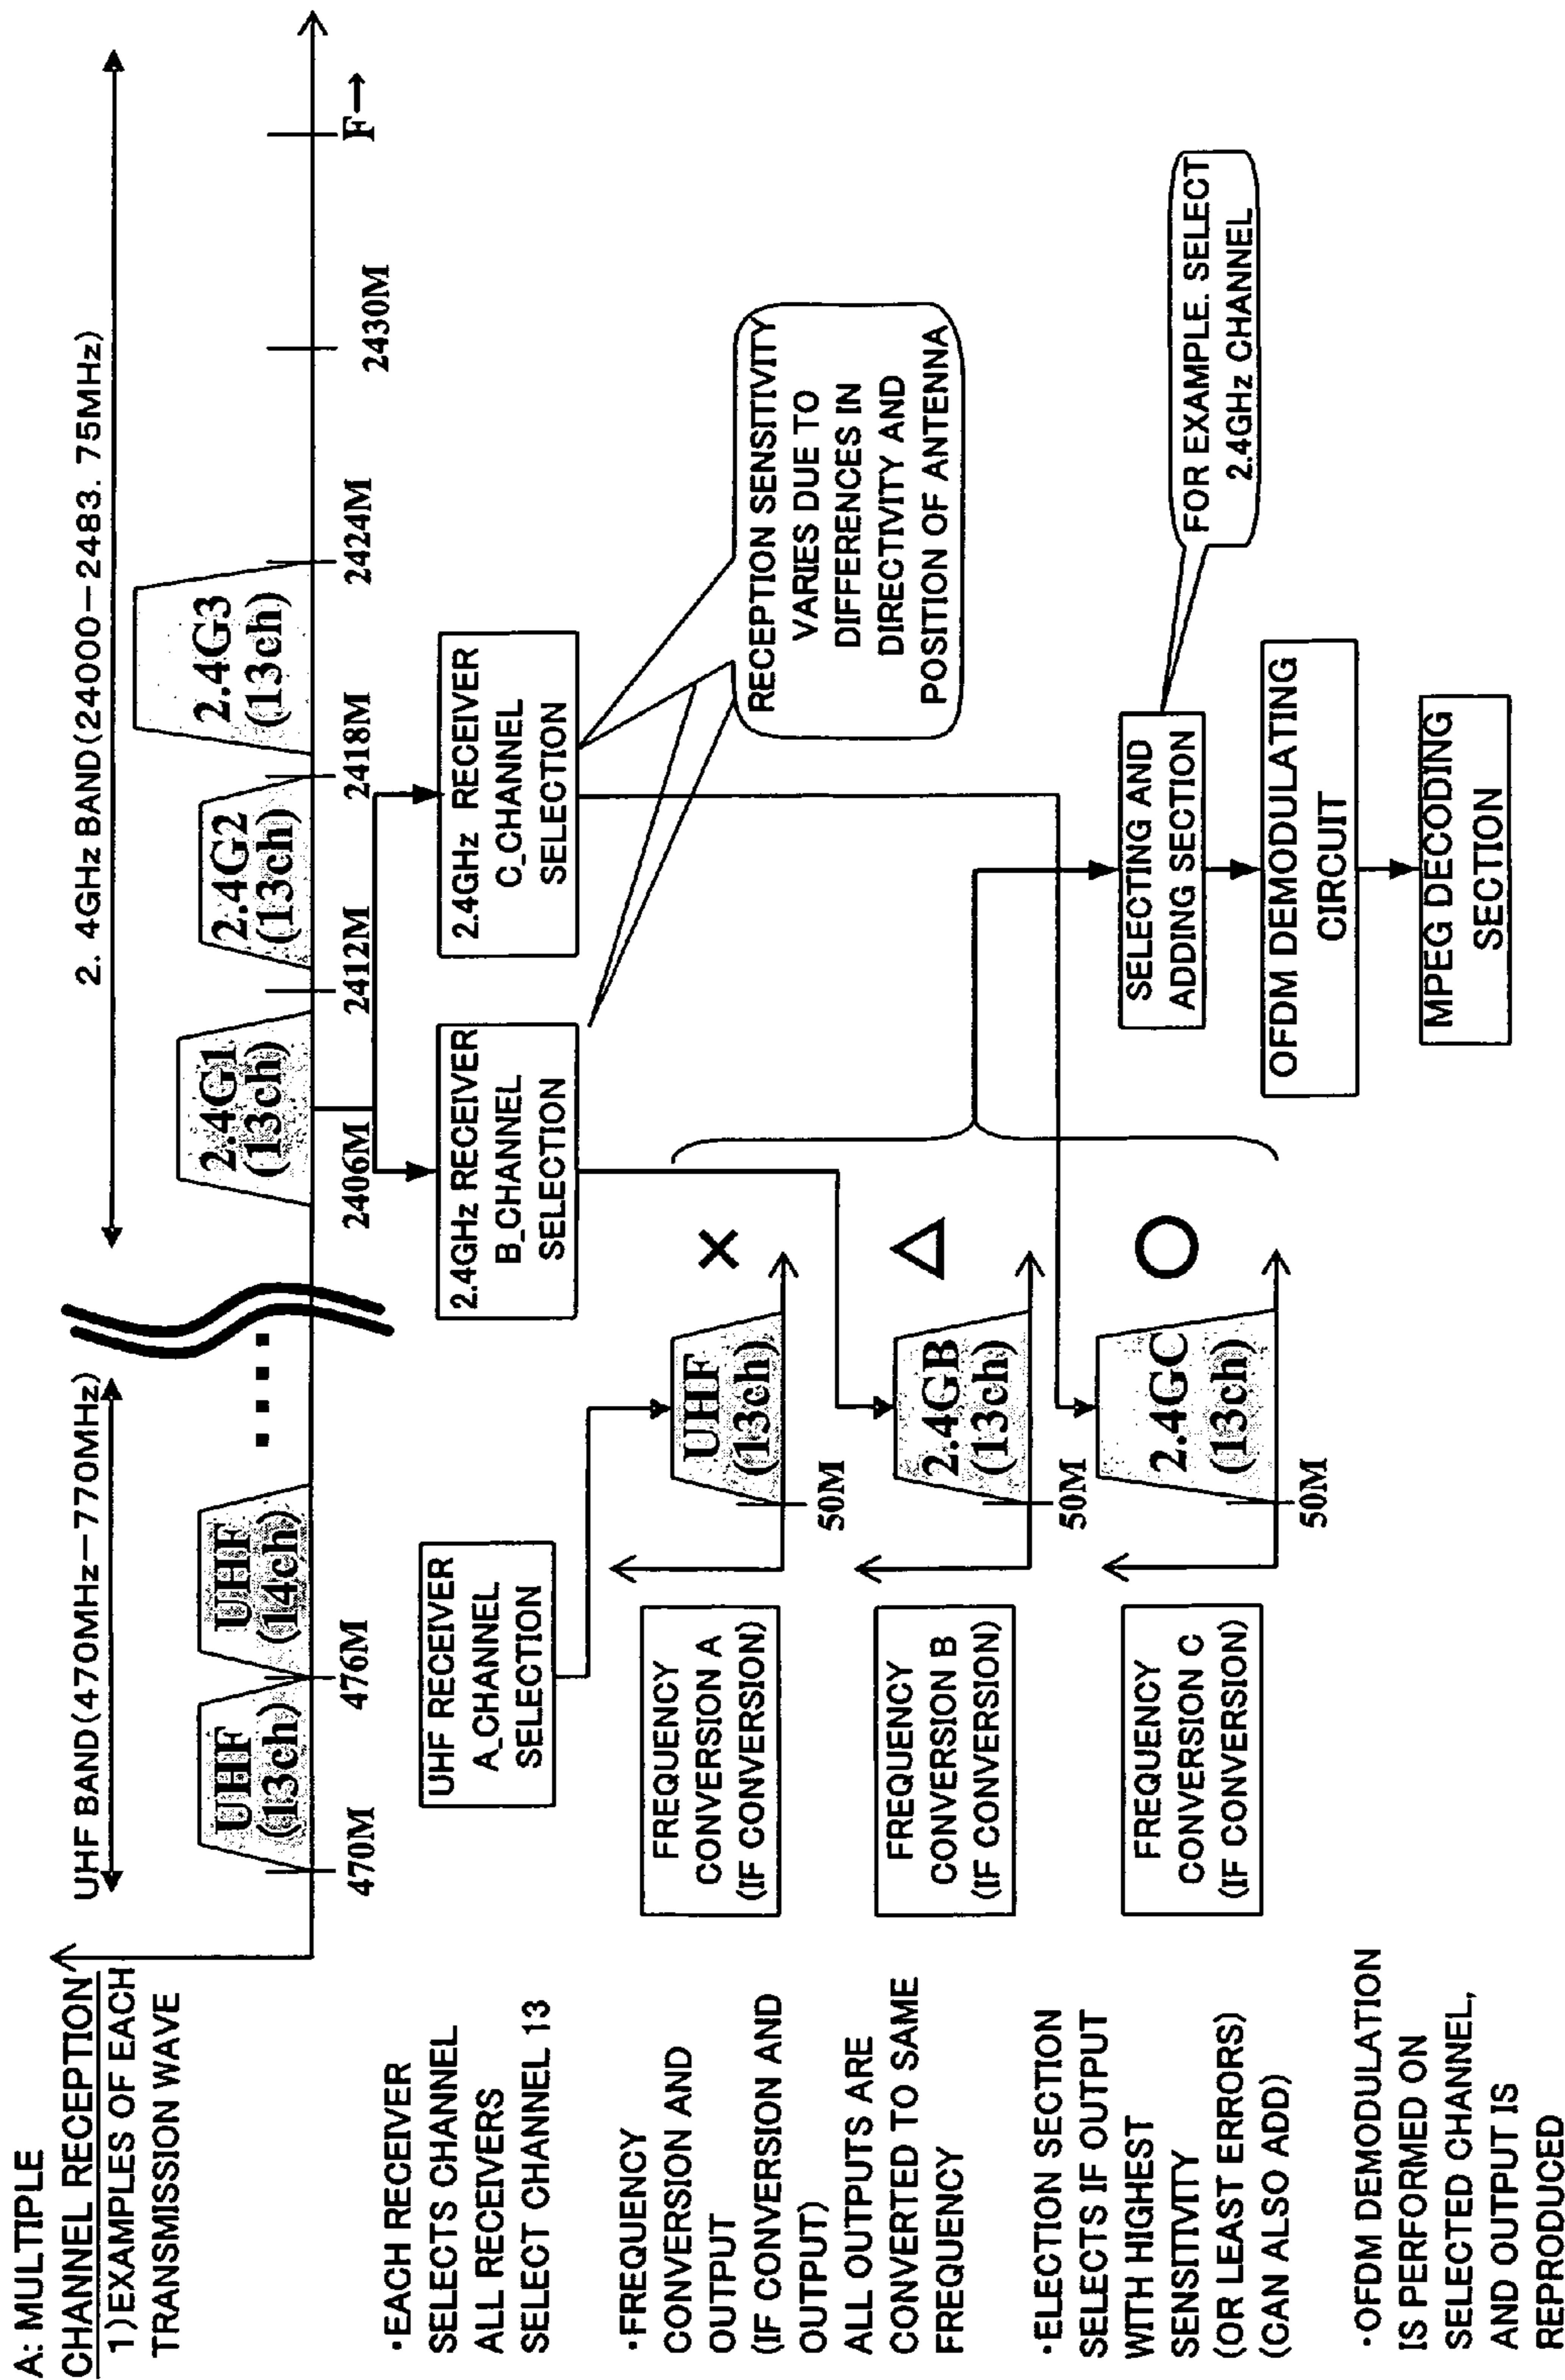 A: MULTIPLE
CHANNEL RECEPTION
1)EXAMPLES OF EACH
TRANSMISSION WAVE
UHF BAND(470MHz-770MHz)
2. 4GHz BAND(24000-2483. 75MHz)
UHF
(13ch)
UHF
(14ch)
2.4G1
(13ch)
2.4G2
(13ch)
2.4G3
(13ch)
470M
476M
2406M
2412M
2418M
2424M
2430M
F→
•EACH RECEIVER
SELECTS CHANNEL
ALL RECEIVERS
SELECT CHANNEL 13
UHF RECEIVER
A_CHANNEL
SELECTION
2.4GHz RECEIVER
B_CHANNEL
SELECTION
2.4GHz RECEIVER
C_CHANNEL
SELECTION
RECEPTION SENSITIVITY
VARIES DUE TO
DIFFERENCES IN
DIRECTIVITY AND
POSITION OF ANTENNA
•FREQUENCY
CONVERSION AND
OUTPUT
(IF CONVERSION AND
OUTPUT)
ALL OUTPUTS ARE
CONVERTED TO SAME
FREQUENCY
FREQUENCY
CONVERSION A
(IF CONVERSION)
UHF
(13ch)
50M
×
FREQUENCY
CONVERSION B
(IF CONVERSION)
2.4GB
(13ch)
50M
△
FREQUENCY
CONVERSION C
(IF CONVERSION)
2.4GC
(13ch)
50M
○
•ELECTION SECTION
SELECTS IF OUTPUT
WITH HIGHEST
SENSITIVITY
(OR LEAST ERRORS)
(CAN ALSO ADD)
SELECTING AND
ADDING SECTION
FOR EXAMPLE. SELECT
2.4GHz CHANNEL
OFDM DEMODULATING
CIRCUIT
MPEG DECODING
SECTION
•OFDM DEMODULATION
IS PERFORMED ON
SELECTED CHANNEL,
AND OUTPUT IS
REPRODUCED